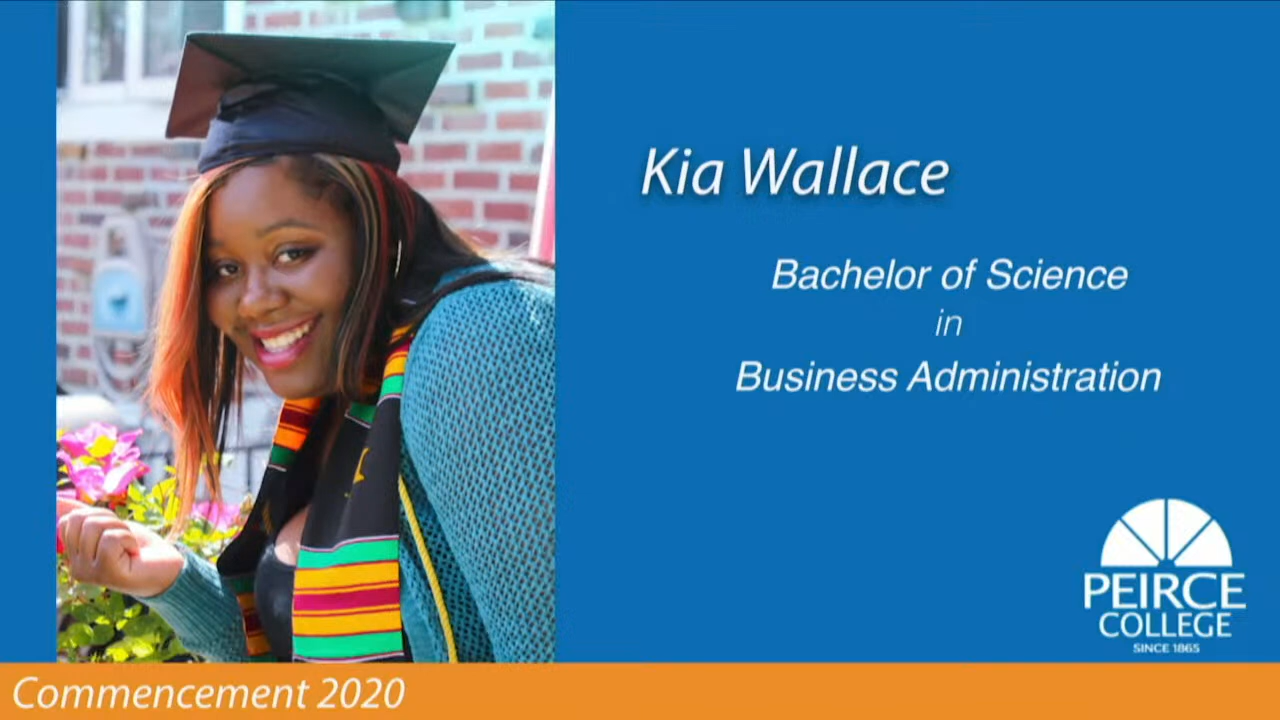 Kia Wallace
Bachelor of Science
in
Business Administration
PEIRCE
COLLEGE
SINCE 1865
Commencement 2020